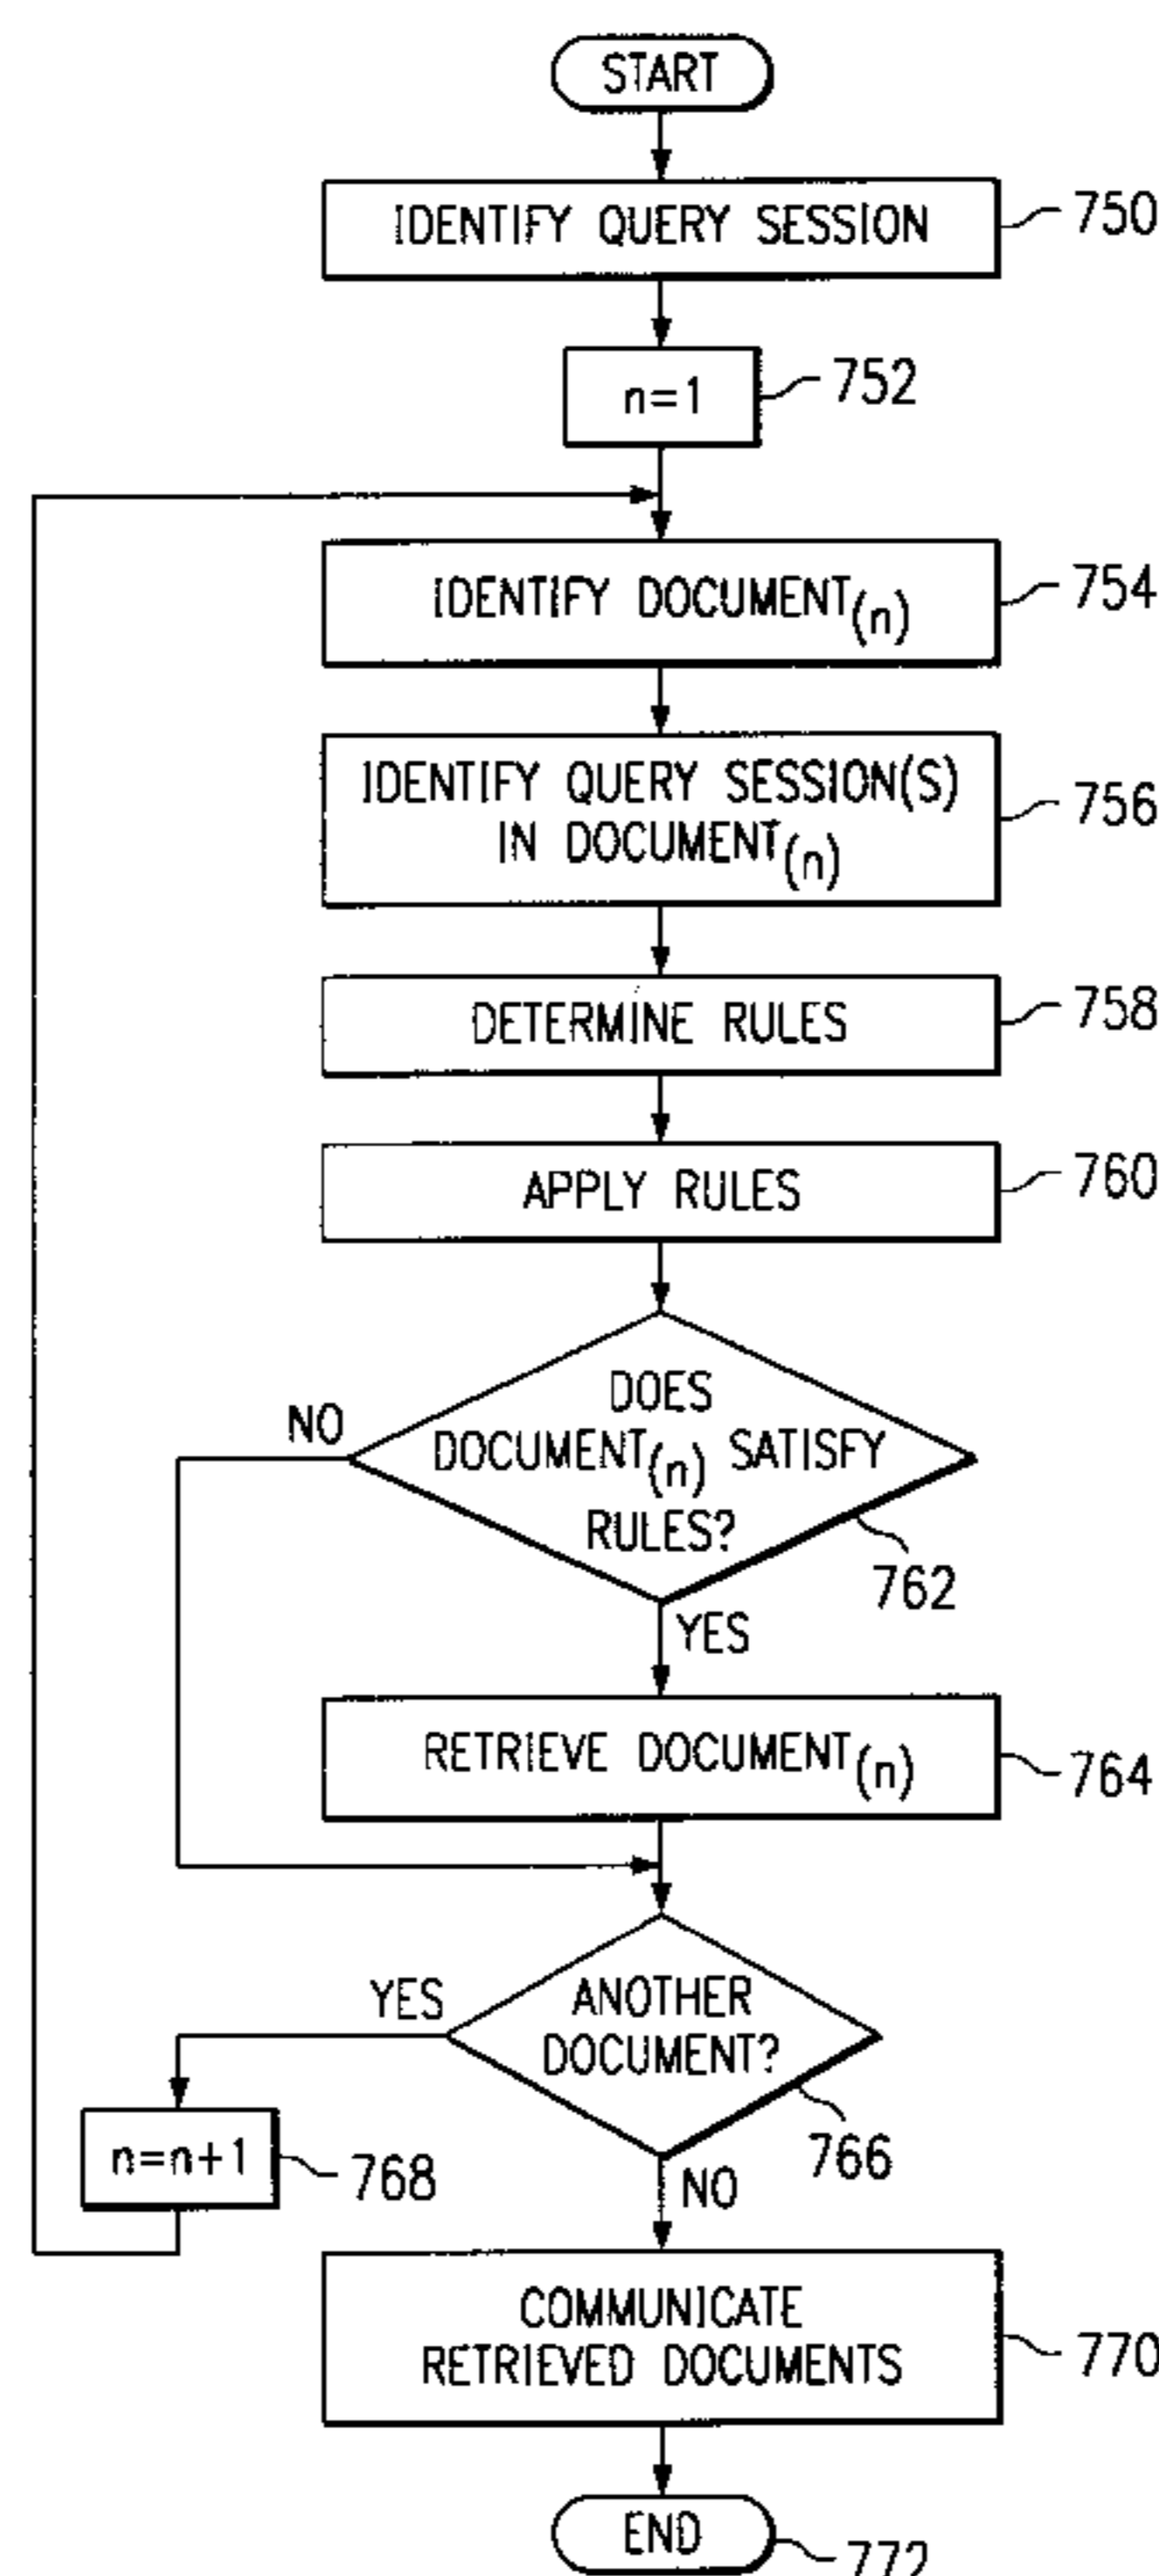 START
IDENTIFY QUERY SESSION
750
n=1
752
IDENTIFY DOCUMENT(n)
754
IDENTIFY QUERY SESSION(S)
IN DOCUMENT(n)
756
DETERMINE RULES
758
APPLY RULES
760
DOES
DOCUMENT(n) SATISFY
RULES?
NO
762
YES
RETRIEVE DOCUMENT(n)
764
ANOTHER
DOCUMENT?
YES
766
n=n+1
768
NO
COMMUNICATE
RETRIEVED DOCUMENTS
770
END
772